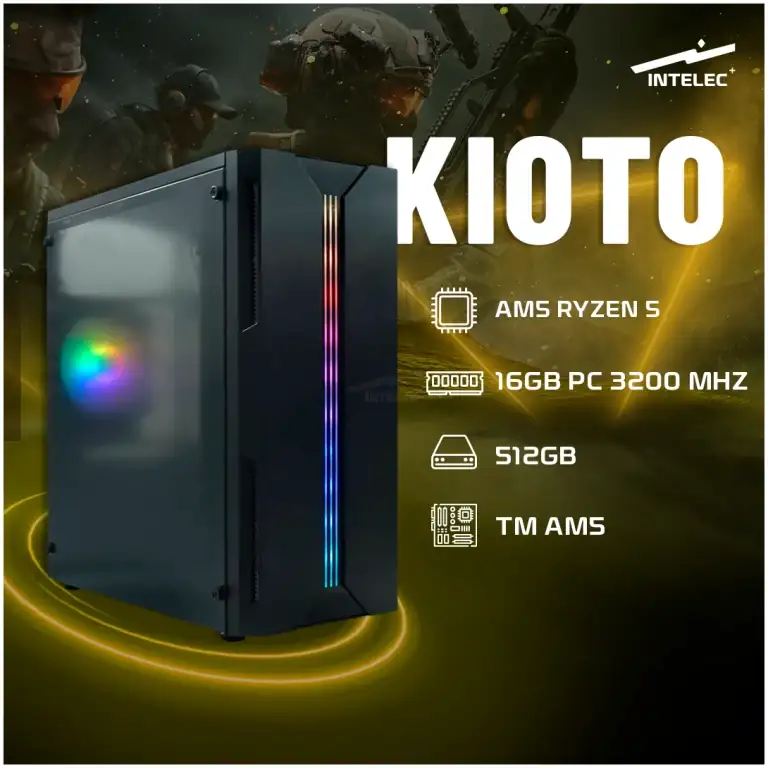 INTELEC+
KIOTO
AM5 RYZEN 5
16GB PC 3200 MHZ
512GB
TM AM5